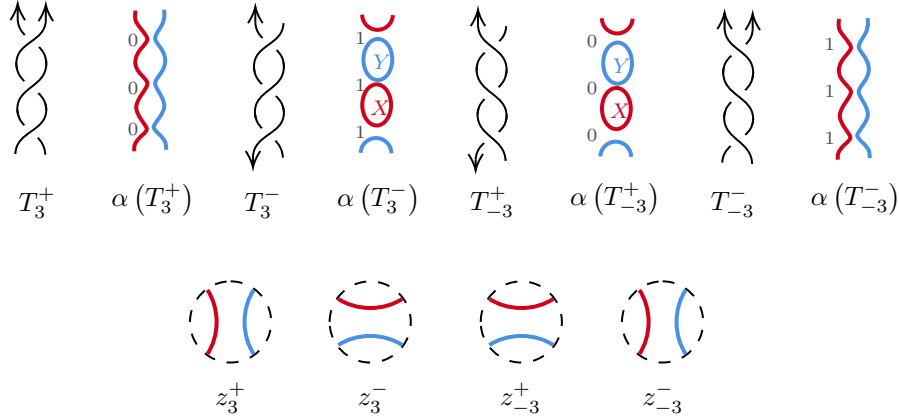 0 0 0
1 Y 1 X 1
0 Y 0 X 0
1 1 1
T_3^+ α(T_3^+) T_3^- α(T_3^-) T_{-3}^+ α(T_{-3}^+) T_{-3}^- α(T_{-3}^-)
z_3^+ z_3^- z_{-3}^+ z_{-3}^-